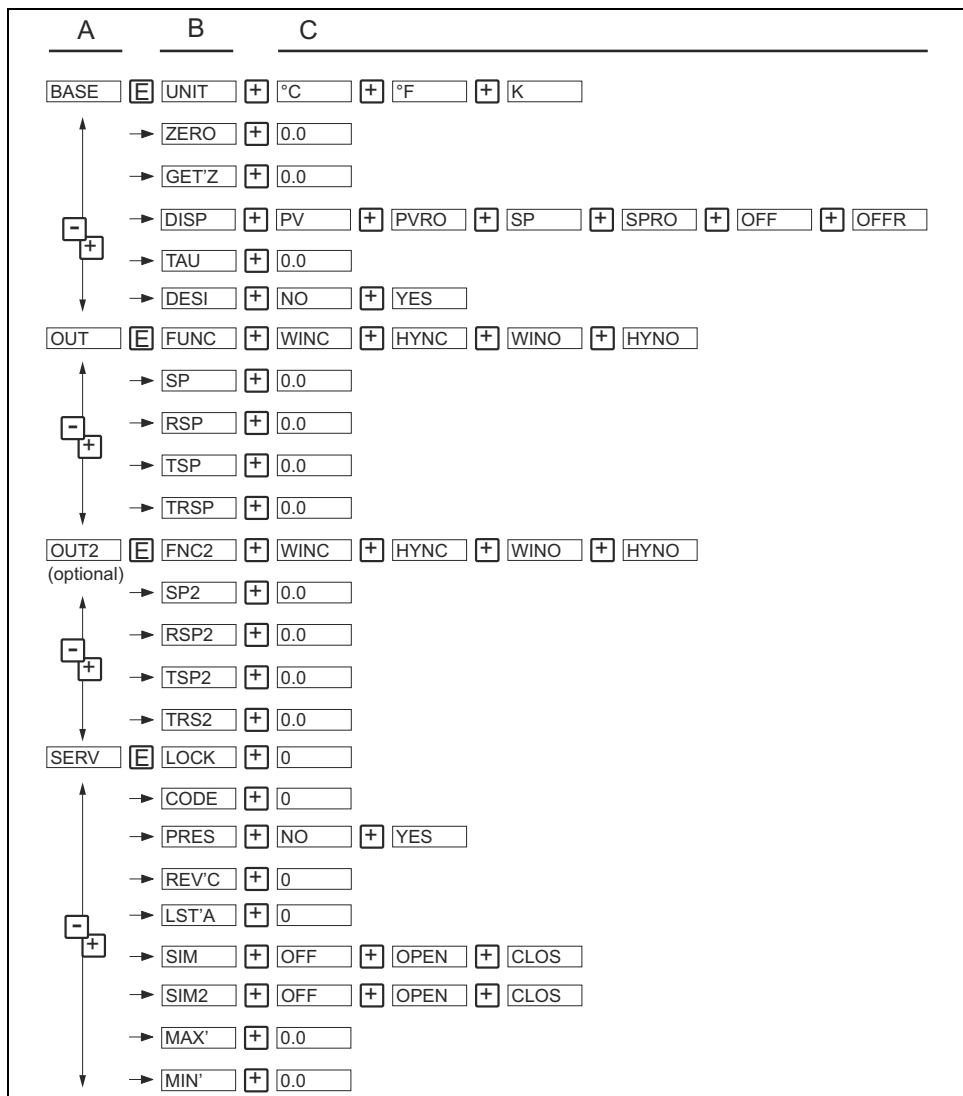 A B C
BASE E UNIT + °C + °F + K
ZERO + 0.0
GET'Z + 0.0
DISP + PV + PVRO + SP + SPRO + OFF + OFFR
- +
TAU + 0.0
DESI + NO + YES
OUT E FUNC + WINC + HYNC + WINO + HYNO
SP + 0.0
RSP + 0.0
- +
TSP + 0.0
TRSP + 0.0
OUT2 E FNC2 + WINC + HYNC + WINO + HYNO
(optional)
SP2 + 0.0
RSP2 + 0.0
- +
TSP2 + 0.0
TRS2 + 0.0
SERV E LOCK + 0
CODE + 0
PRES + NO + YES
REV'C + 0
LST'A + 0
- +
SIM + OFF + OPEN + CLOS
SIM2 + OFF + OPEN + CLOS
MAX' + 0.0
MIN' + 0.0